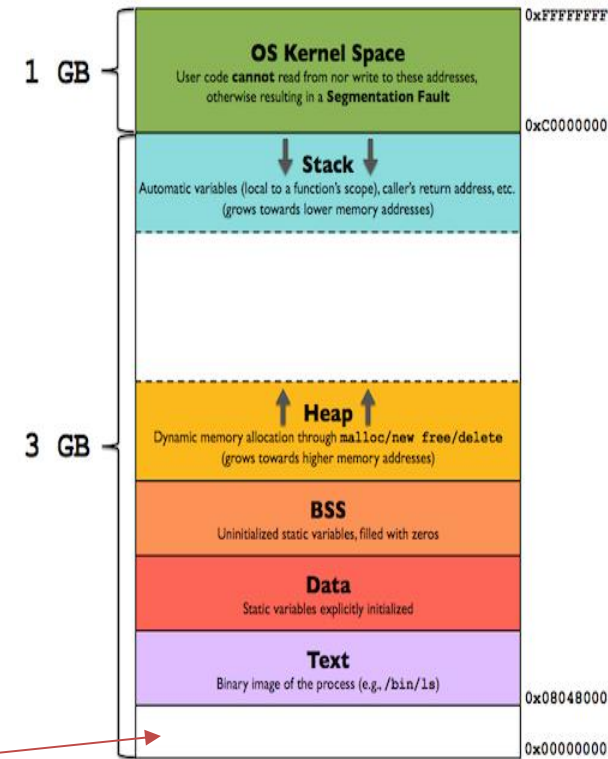 0xFFFFFFFF
1 GB
OS Kernel Space
User code cannot read from nor write to these addresses,
otherwise resulting in a Segmentation Fault
0xC0000000
Stack
Automatic variables (local to a function's scope), caller's return address, etc.
(grows towards lower memory addresses)
3 GB
Heap
Dynamic memory allocation through malloc/new free/delete
(grows towards higher memory addresses)
BSS
Uninitialized static variables, filled with zeros
Data
Static variables explicitly initialized
Text
Binary image of the process (e.g., /bin/ls)
0x08048000
0x00000000